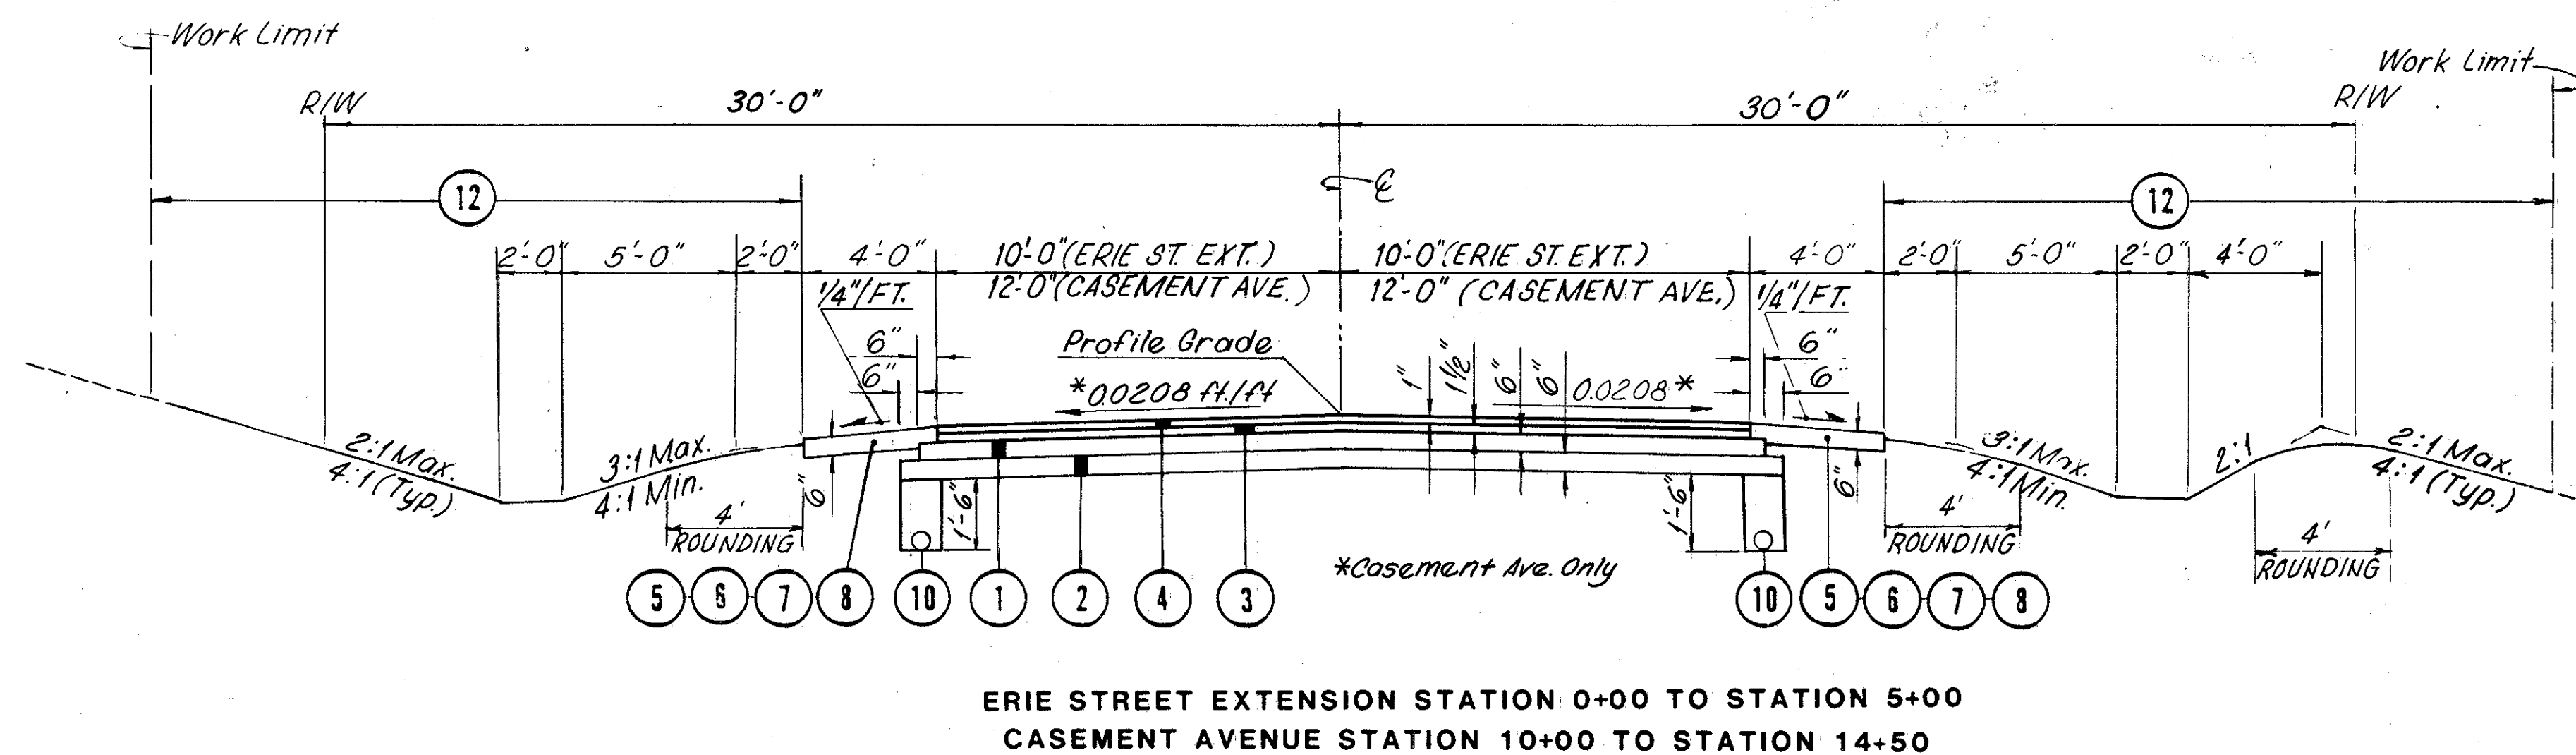 Work Limit
Work Limit
R/W
30'-0"
30'-0"
R/W
℄
12
12
2'-0"
5'-0"
2'-0"
4'-0"
10'-0"(ERIE ST. EXT.)
10'-0"(ERIE ST. EXT.)
4'-0"
2'-0"
5'-0"
2'-0"
4'-0"
1/4"/FT.
12'-0"(CASEMENT AVE.)
12'-0" (CASEMENT AVE.)
1/4"/FT.
6"
Profile Grade
1"
1 1/2"
6"
6"
6"
6"
*0.0208 ft./ft
0.0208*
6"
2:1 Max.
4:1 (Typ.)
3:1 Max.
4:1 Min.
6"
1'-6"
1'-6"
6"
3:1 Max.
4:1 Min.
2:1
2:1 Max.
4:1 (Typ.)
4'
ROUNDING
4'
ROUNDING
4'
ROUNDING
*Casement Ave. Only
5 6 7 8 10 1 2 4 3 10 5 6 7 8
ERIE STREET EXTENSION STATION 0+00 TO STATION 5+00
CASEMENT AVENUE STATION 10+00 TO STATION 14+50